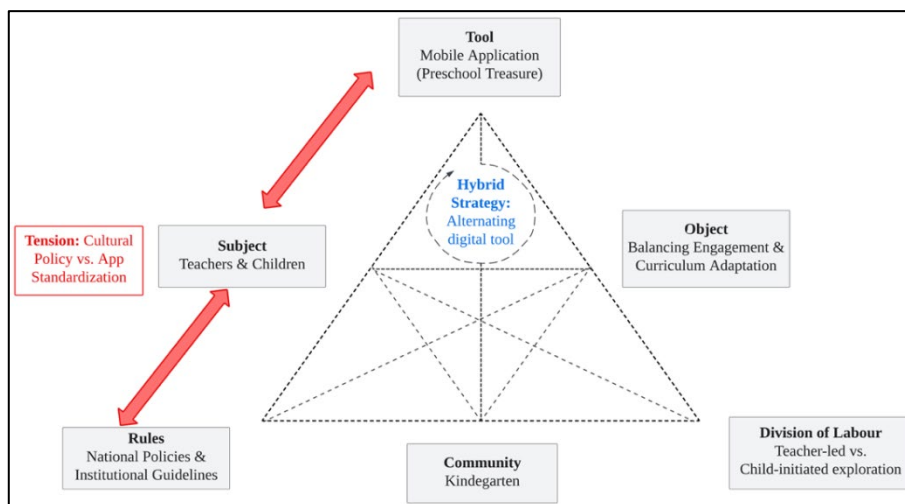 Tool
Mobile Application
(Preschool Treasure)
Hybrid
Strategy:
Alternating
digital tool
Tension: Cultural
Policy vs. App
Standardization
Subject
Teachers & Children
Object
Balancing Engagement &
Curriculum Adaptation
Rules
National Policies &
Institutional Guidelines
Community
Kindegarten
Division of Labour
Teacher-led vs.
Child-initiated exploration